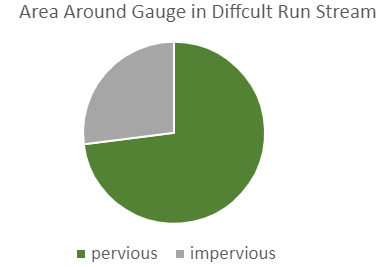 Area Around Gauge in Diffcult Run Stream
pervious impervious